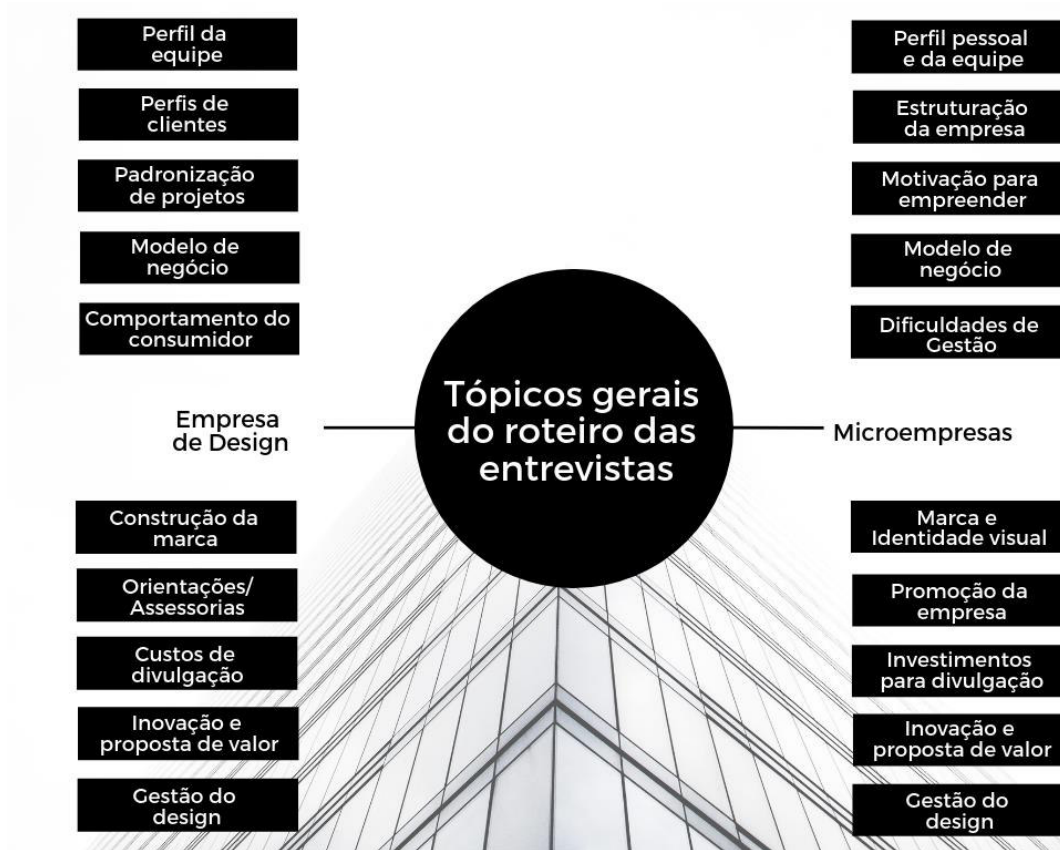 Perfil da
equipe
Perfis de
clientes
Padronização
de projetos
Modelo de
negócio
Comportamento do
consumidor
Empresa
de Design
Construção da
marca
Orientações/
Assessorias
Custos de
divulgação
Inovação e
proposta de valor
Gestão do
design
Tópicos gerais
do roteiro das
entrevistas
Perfil pessoal
e da equipe
Estruturação
da empresa
Motivação para
empreender
Modelo de
negócio
Dificuldades de
Gestão
Microempresas
Marca e
Identidade visual
Promoção da
empresa
Investimentos
para divulgação
Inovação e
proposta de valor
Gestão do
design